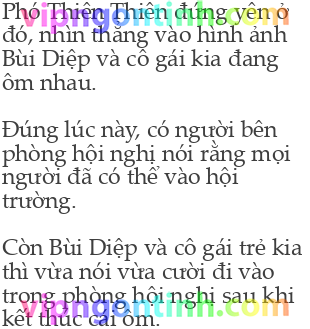 Phó Thiên Thiên đứng yên ở
vipngontinh.com
đó, nhìn thẳng vào hình ảnh
Bùi Diệp và cô gái kia đang
ôm nhau.
Đúng lúc này, có người bên
phòng hội nghị nói rằng mọi
người đã có thể vào hội
trường.
Còn Bùi Diệp và cô gái trẻ kia
thì vừa nói vừa cười đi vào
trong phòng hội nghị sau khi
vipngontinh.com
kết thúc cái ôm.